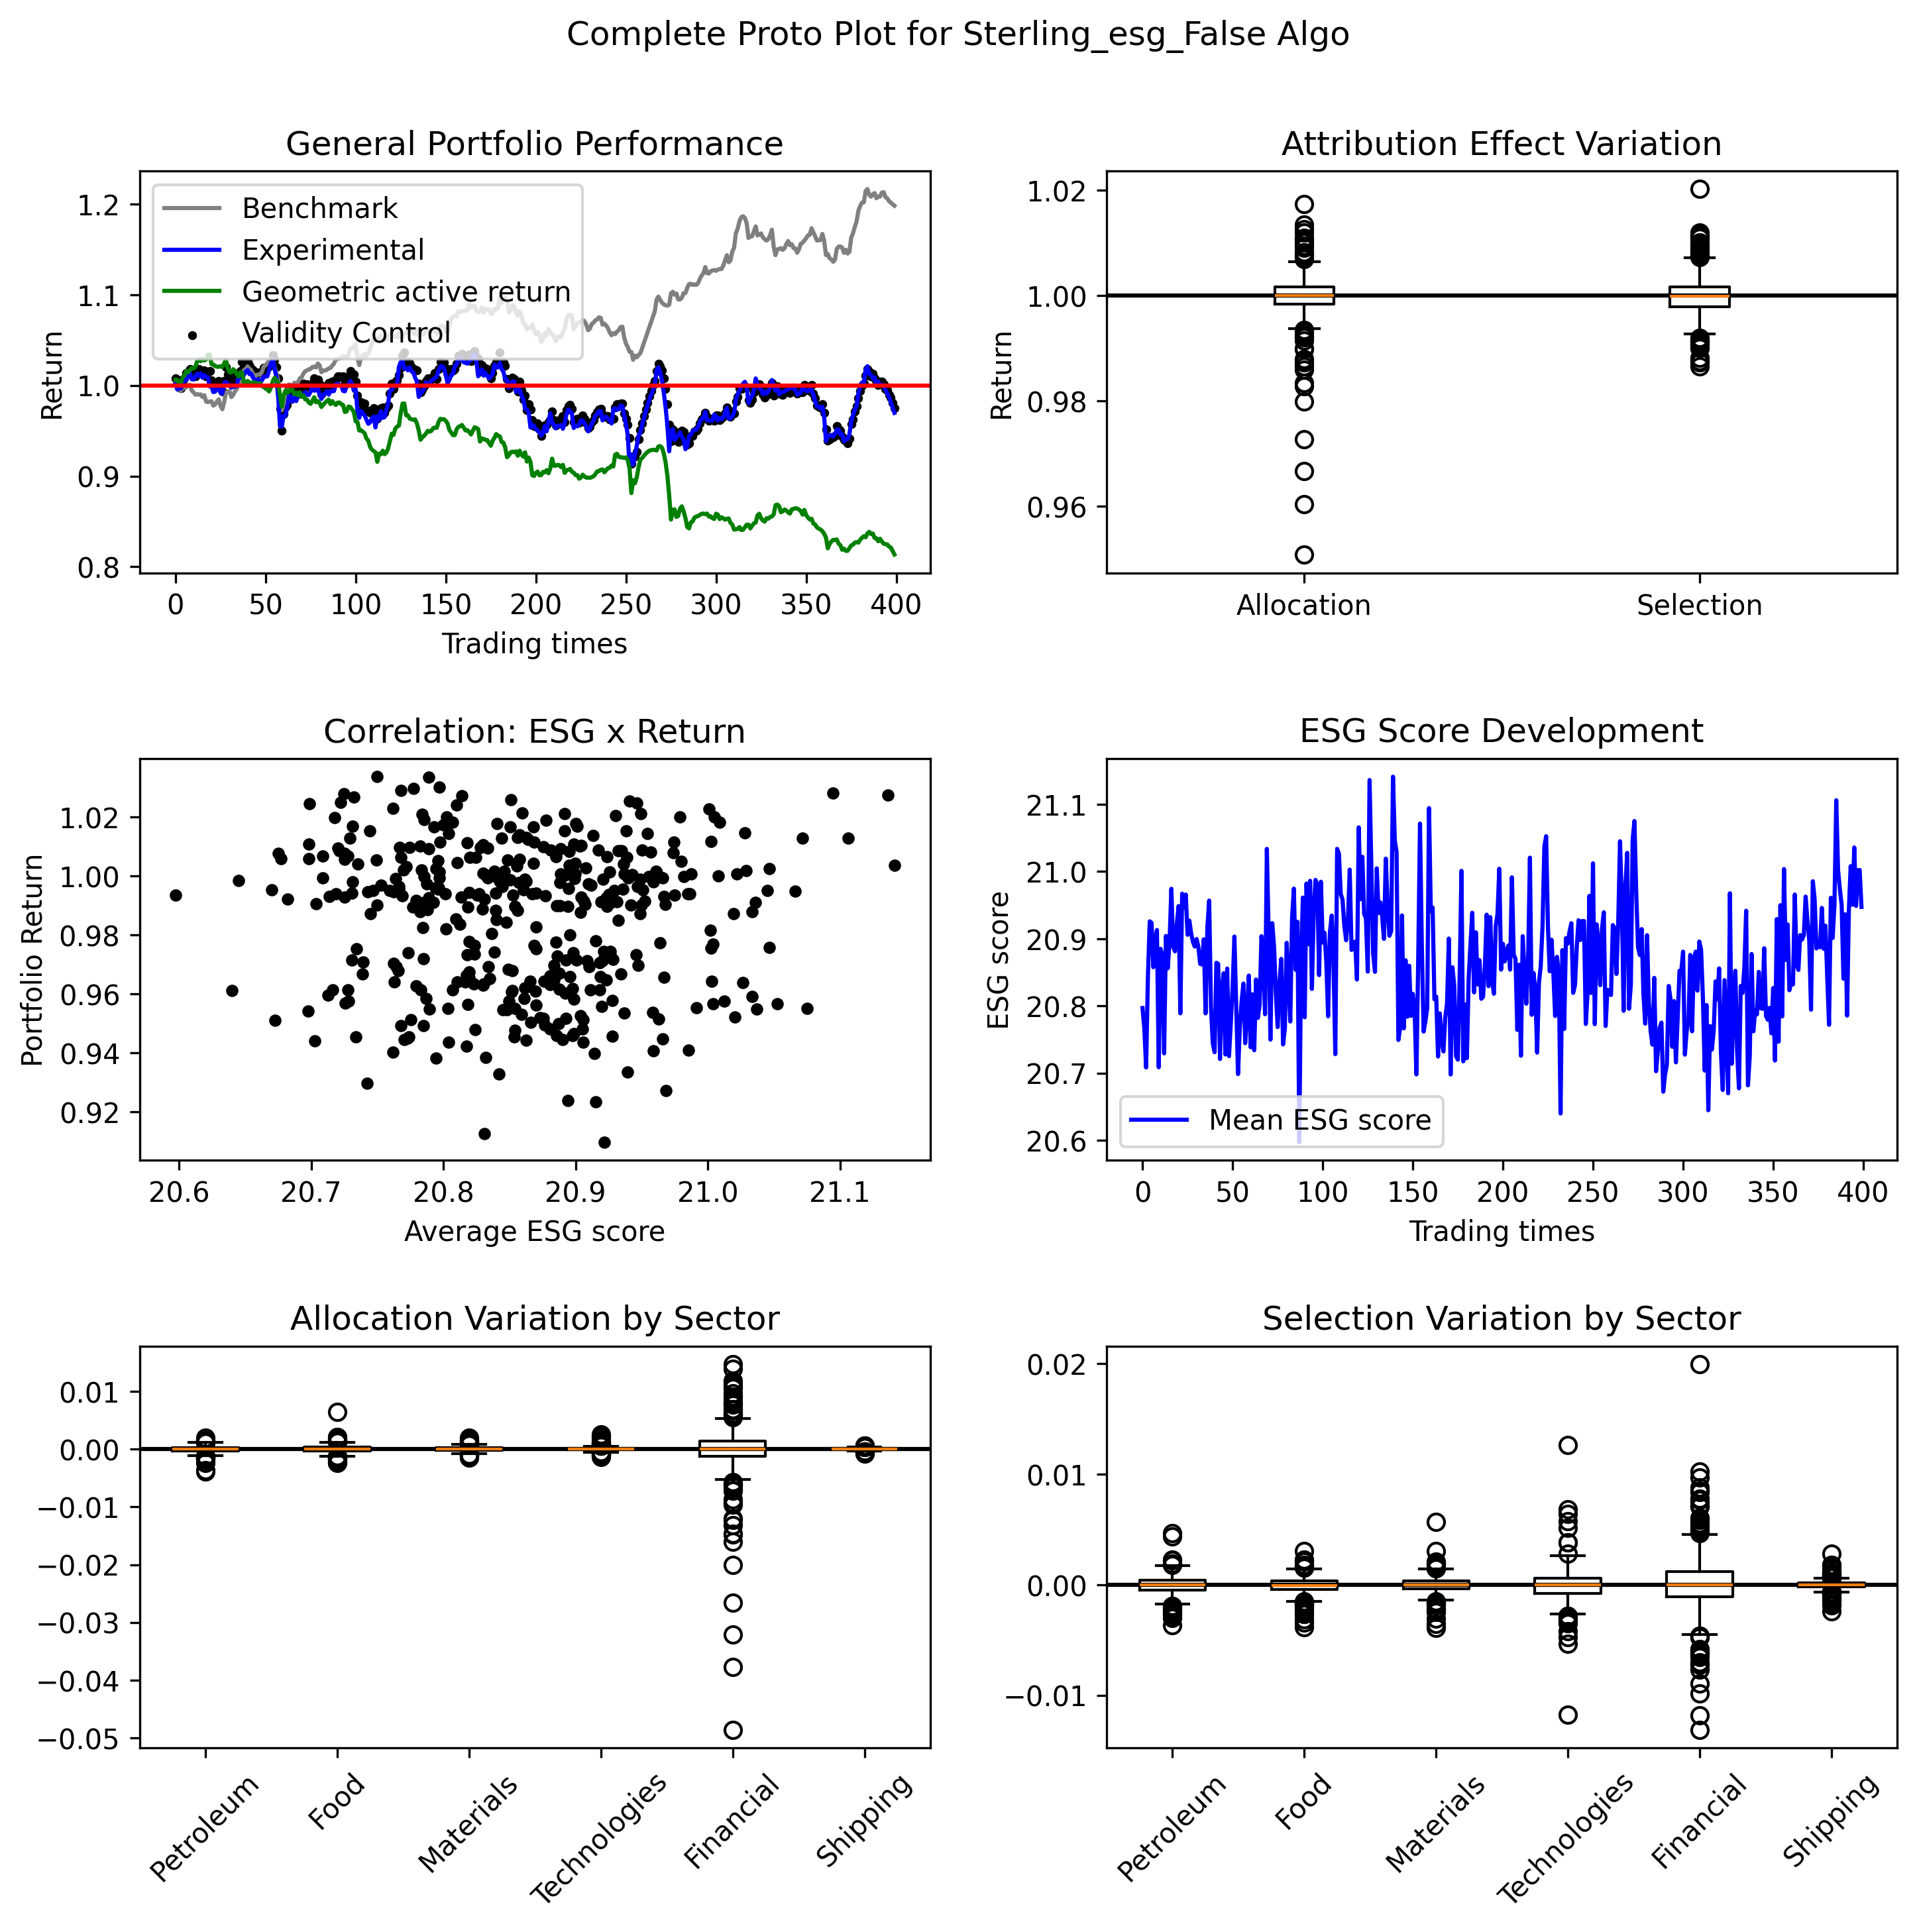 Complete Proto Plot for Sterling_esg_False Algo
General Portfolio Performance
Return
1.2
1.1
1.0
0.9
0.8
Benchmark
Experimental
Geometric active return
Validity Control
0 50 100 150 200 250 300 350 400
Trading times
Attribution Effect Variation
Return
1.02
1.00
0.98
0.96
Allocation Selection
Correlation: ESG x Return
Portfolio Return
1.02
1.00
0.98
0.96
0.94
0.92
20.6 20.7 20.8 20.9 21.0 21.1
Average ESG score
ESG Score Development
ESG score
21.1
21.0
20.9
20.8
20.7
20.6
Mean ESG score
0 50 100 150 200 250 300 350 400
Trading times
Allocation Variation by Sector
0.01
0.00
−0.01
−0.02
−0.03
−0.04
−0.05
Petroleum
Food
Materials
Technologies
Financial
Shipping
Selection Variation by Sector
0.02
0.01
0.00
−0.01
Petroleum
Food
Materials
Technologies
Financial
Shipping